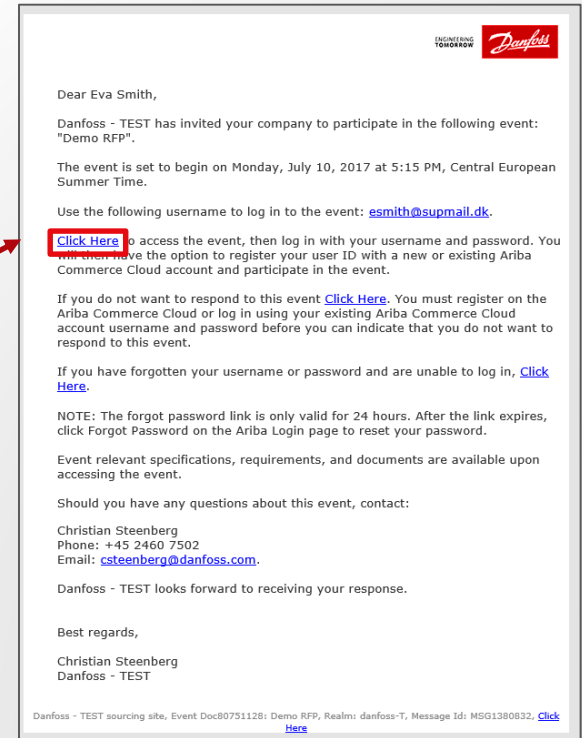 ENGINEERING
TOMORROW
Danfoss
Dear Eva Smith,
Danfoss - TEST has invited your company to participate in the following event:
"Demo RFP".
The event is set to begin on Monday, July 10, 2017 at 5:15 PM, Central European
Summer Time.
Use the following username to log in to the event: esmith@supmail.dk.
Click Here to access the event, then log in with your username and password. You
will then have the option to register your user ID with a new or existing Ariba
Commerce Cloud account and participate in the event.
If you do not want to respond to this event Click Here. You must register on the
Ariba Commerce Cloud or log in using your existing Ariba Commerce Cloud
account username and password before you can indicate that you do not want to
respond to this event.
If you have forgotten your username or password and are unable to log in, Click
Here.
NOTE: The forgot password link is only valid for 24 hours. After the link expires,
click Forgot Password on the Ariba Login page to reset your password.
Event relevant specifications, requirements, and documents are available upon
accessing the event.
Should you have any questions about this event, contact:
Christian Steenberg
Phone: +45 2460 7502
Email: csteenberg@danfoss.com.
Danfoss - TEST looks forward to receiving your response.
Best regards,
Christian Steenberg
Danfoss - TEST
Danfoss - TEST sourcing site, Event Doc80751128: Demo RFP, Realm: danfoss-T, Message Id: MSG1380832, Click
Here